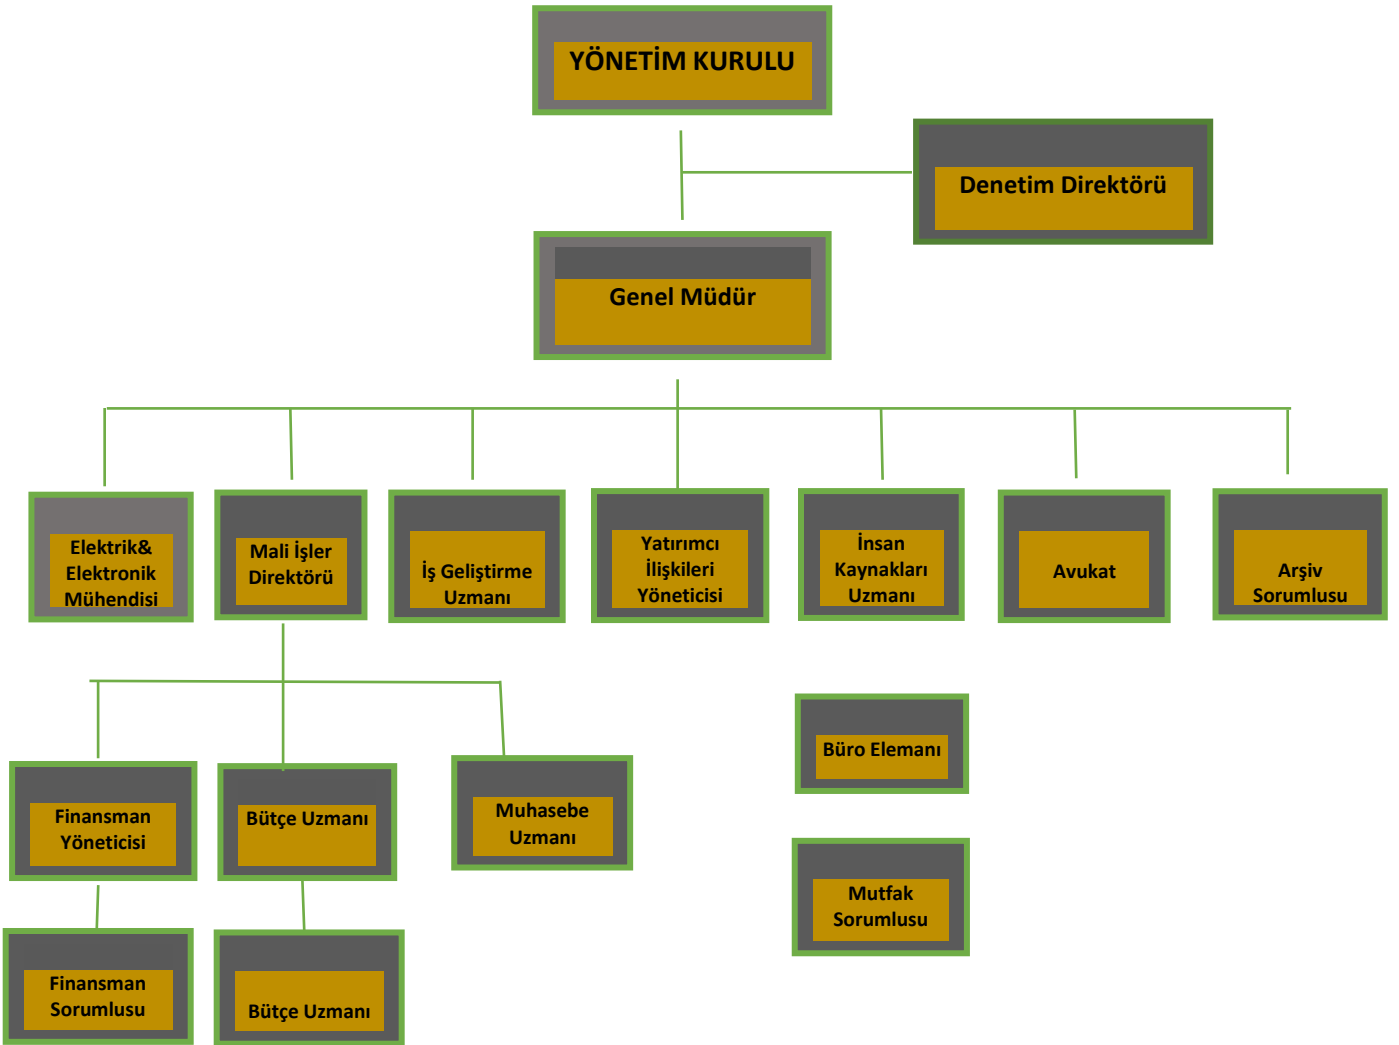 YÖNETİM KURULU
Denetim Direktörü
Genel Müdür
Elektrik&
Elektronik
Mühendisi
Mali İşler
Direktörü
İş Geliştirme
Uzmanı
Yatırımcı
İlişkileri
Yöneticisi
İnsan
Kaynakları
Uzmanı
Avukat
Arşiv
Sorumlusu
Büro Elemanı
Finansman
Yöneticisi
Bütçe Uzmanı
Muhasebe
Uzmanı
Mutfak
Sorumlusu
Finansman
Sorumlusu
Bütçe Uzmanı